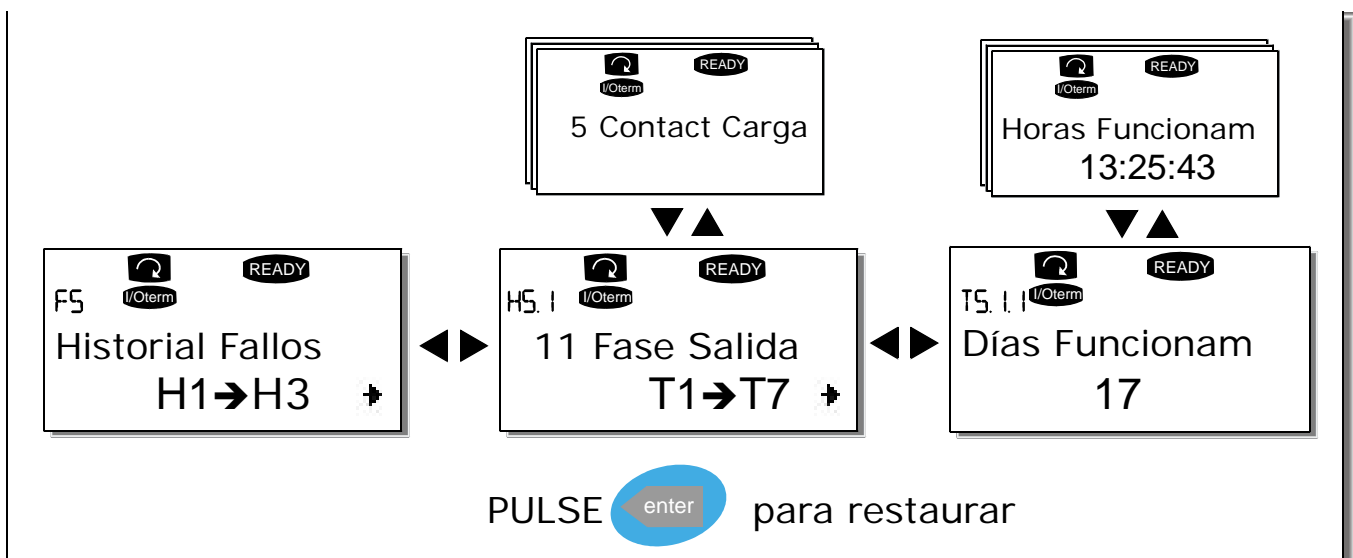 READY
I/Oterm
5 Contact Carga
READY
I/Oterm
Horas Funcionam
13:25:43
READY
F5 I/Oterm
Historial Fallos
H1➔H3
READY
H5.1 I/Oterm
11 Fase Salida
T1➔T7
READY
T5.1.1 I/Oterm
Días Funcionam
17
PULSE enter para restaurar